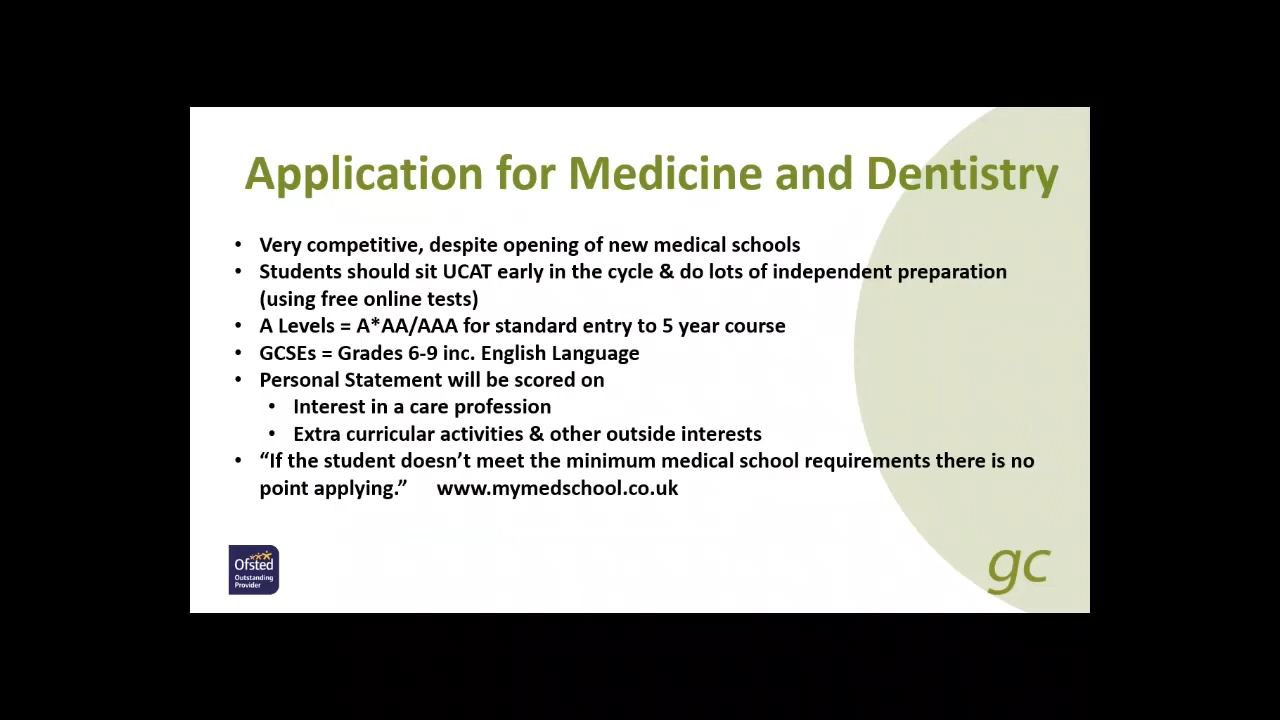 Application for Medicine and Dentistry
• Very competitive, despite opening of new medical schools
• Students should sit UCAT early in the cycle & do lots of independent preparation
(using free online tests)
• A Levels = A*AA/AAA for standard entry to 5 year course
• GCSEs = Grades 6-9 inc. English Language
• Personal Statement will be scored on
• Interest in a care profession
• Extra curricular activities & other outside interests
• “If the student doesn’t meet the minimum medical school requirements there is no
point applying.” www.mymedschool.co.uk
Ofsted
Outstanding
Provider
gc